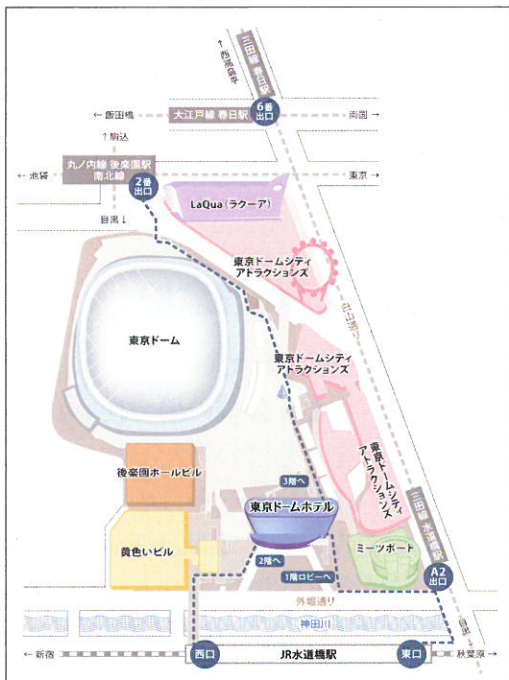 三田線 春日駅
↑西高島平
6番
出口
← 飯田橋
大江戸線 春日駅
両国 →
↑駒込
丸ノ内線 後楽園駅
南北線
← 池袋
2番
出口
東京 →
目黒↓
LaQua(ラクーア)
東京ドームシティ
アトラクションズ
白山通り
東京ドーム
東京ドームシティ
アトラクションズ
後楽園ホールビル
3階へ
東京ドームシティ
アトラクションズ
東京ドームホテル
黄色いビル
2階へ
1階ロビーへ
ミーツポート
三田線 水道橋駅
A2
出口
外堀通り
神田川
目黒→
← 新宿
西口
JR水道橋駅
東口
秋葉原→